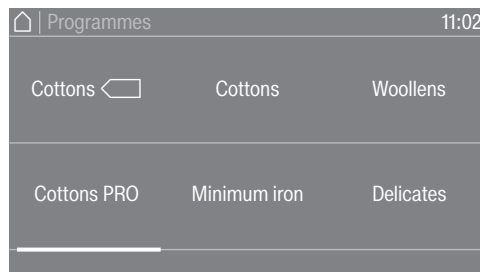 | Programmes 11:02
Cottons Cottons Woollens
Cottons PRO Minimum iron Delicates